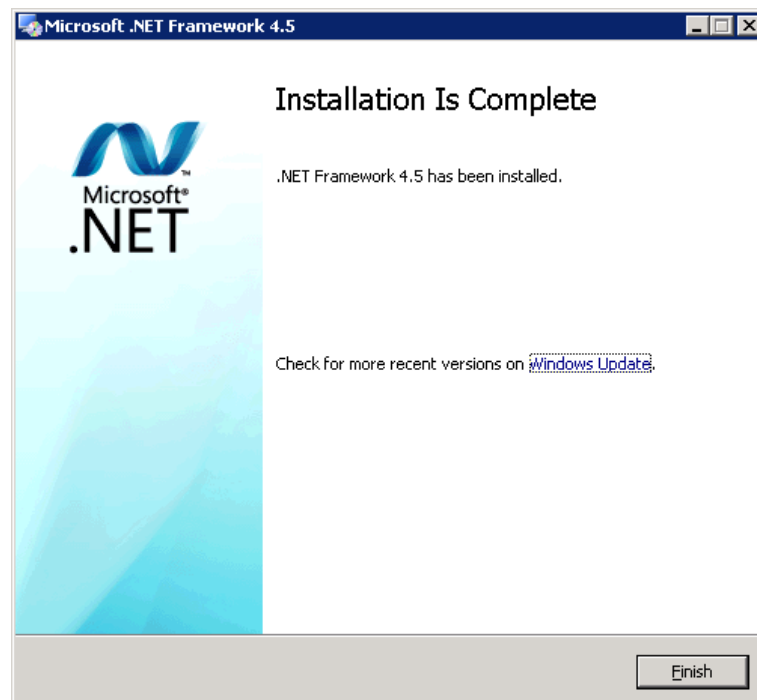 Microsoft .NET Framework 4.5
Installation Is Complete
.NET Framework 4.5 has been installed.
Microsoft®
.NET
™
Check for more recent versions on Windows Update.
Finish